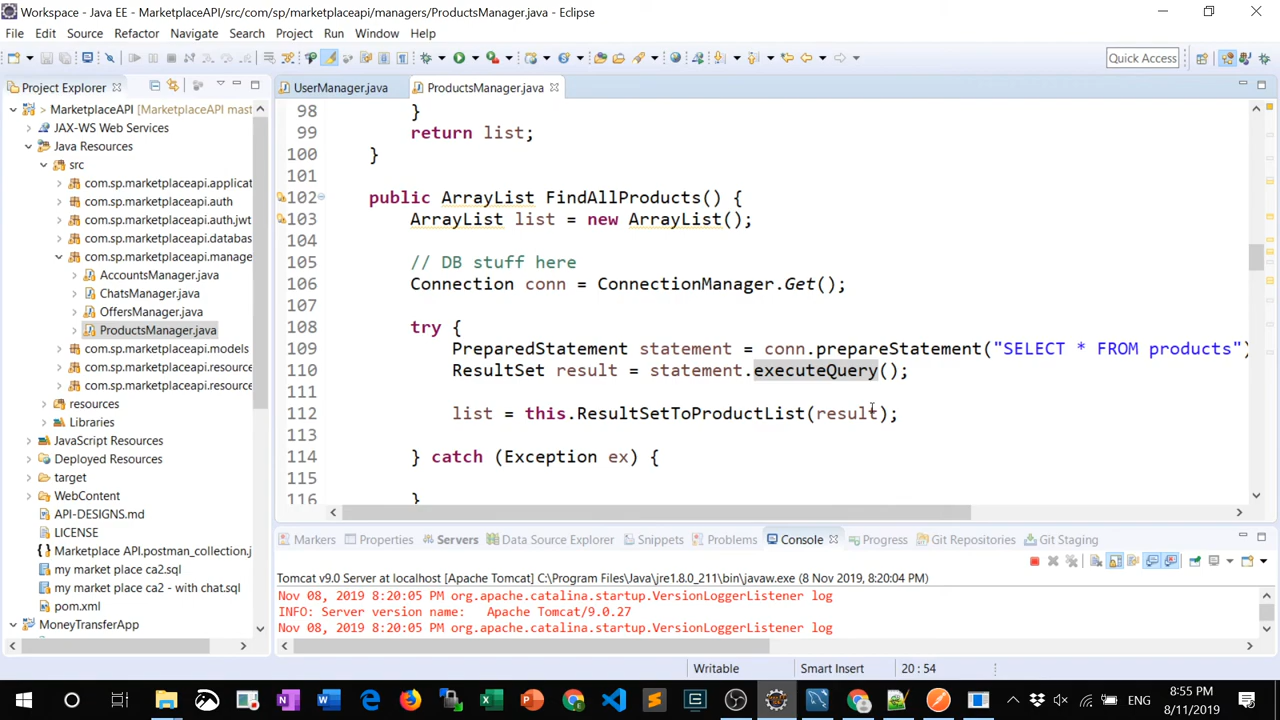 Workspace - Java EE - MarketplaceAPI/src/com/sp/marketplaceapi/managers/ProductsManager.java - Eclipse
File Edit Source Refactor Navigate Search Project Run Window Help
Quick Access
Project Explorer
MarketplaceAPI [MarketplaceAPI mast
JAX-WS Web Services
Java Resources
src
com.sp.marketplaceapi.applicat
com.sp.marketplaceapi.auth
com.sp.marketplaceapi.auth.jwt
com.sp.marketplaceapi.databas
com.sp.marketplaceapi.manage
AccountsManager.java
ChatsManager.java
OffersManager.java
ProductsManager.java
com.sp.marketplaceapi.models
com.sp.marketplaceapi.resource
com.sp.marketplaceapi.resource
resources
Libraries
JavaScript Resources
Deployed Resources
target
WebContent
API-DESIGNS.md
LICENSE
Marketplace API.postman_collection.j
my market place ca2.sql
my market place ca2 - with chat.sql
pom.xml
MoneyTransferApp
UserManager.java ProductsManager.java
98 }
99 return list;
100 }
101
102 public ArrayList FindAllProducts() {
103 ArrayList list = new ArrayList();
104
105 // DB stuff here
106 Connection conn = ConnectionManager.Get();
107
108 try {
109 PreparedStatement statement = conn.prepareStatement("SELECT * FROM products")
110 ResultSet result = statement.executeQuery();
111
112 list = this.ResultSetToProductList(result);
113
114 } catch (Exception ex) {
115
116 }
Markers Properties Servers Data Source Explorer Snippets Problems Console Progress Git Repositories Git Staging
Tomcat v9.0 Server at localhost [Apache Tomcat] C:\Program Files\Java\jre1.8.0_211\bin\javaw.exe (8 Nov 2019, 8:20:04 PM)
Nov 08, 2019 8:20:05 PM org.apache.catalina.startup.VersionLoggerListener log
INFO: Server version name: Apache Tomcat/9.0.27
Nov 08, 2019 8:20:05 PM org.apache.catalina.startup.VersionLoggerListener log
Writable Smart Insert 20 : 54
ENG
8:55 PM
8/11/2019